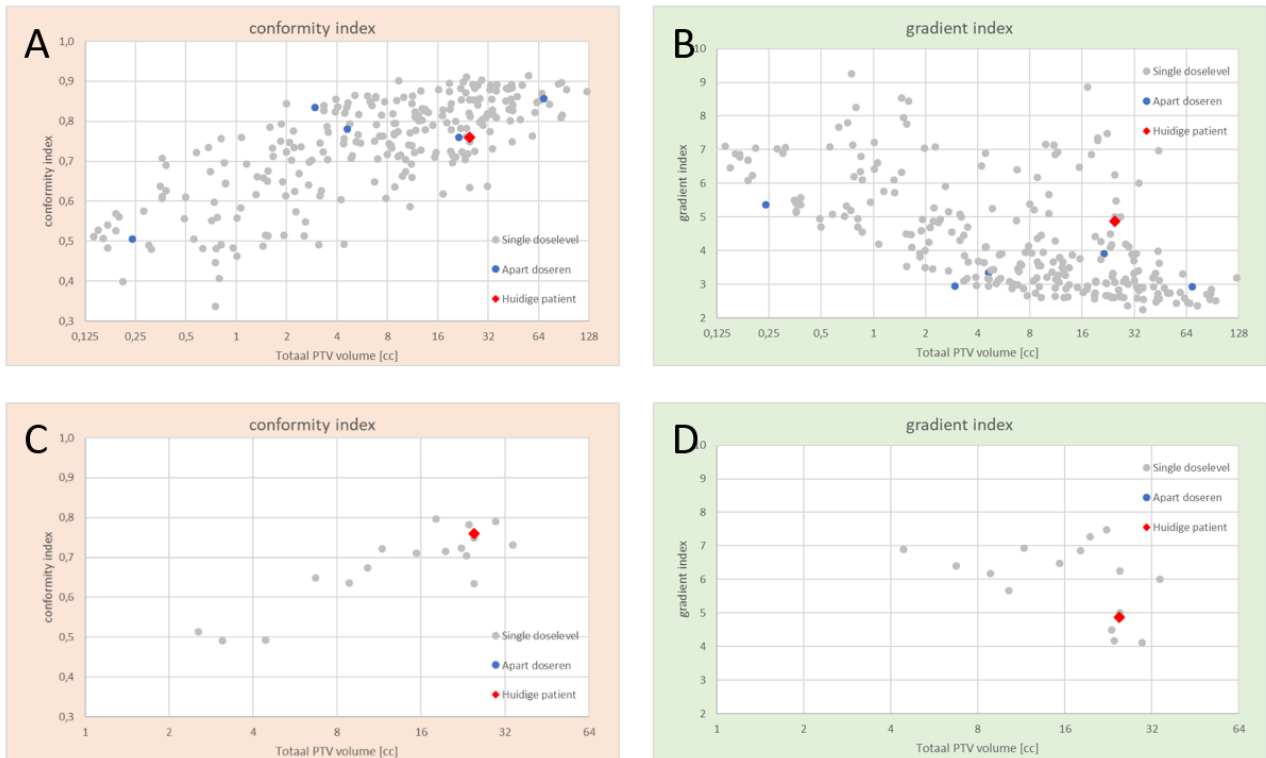 A
conformity index
1,0
0,9
0,8
0,7
0,6
0,5
0,4
0,3
conformity index
0,125
0,25
0,5
1
2
4
8
16
32
64
128
Totaal PTV volume [cc]
Single doselevel
Apart doseren
Huidige patient
B
gradient index
10
9
8
7
6
5
4
3
2
gradient index
0,125
0,25
0,5
1
2
4
8
16
32
64
128
Totaal PTV volume [cc]
Single doselevel
Apart doseren
Huidige patient
C
conformity index
1,0
0,9
0,8
0,7
0,6
0,5
0,4
0,3
conformity index
1
2
4
8
16
32
64
Totaal PTV volume [cc]
Single doselevel
Apart doseren
Huidige patient
D
gradient index
10
9
8
7
6
5
4
3
2
gradient index
1
2
4
8
16
32
64
Totaal PTV volume [cc]
Single doselevel
Apart doseren
Huidige patient